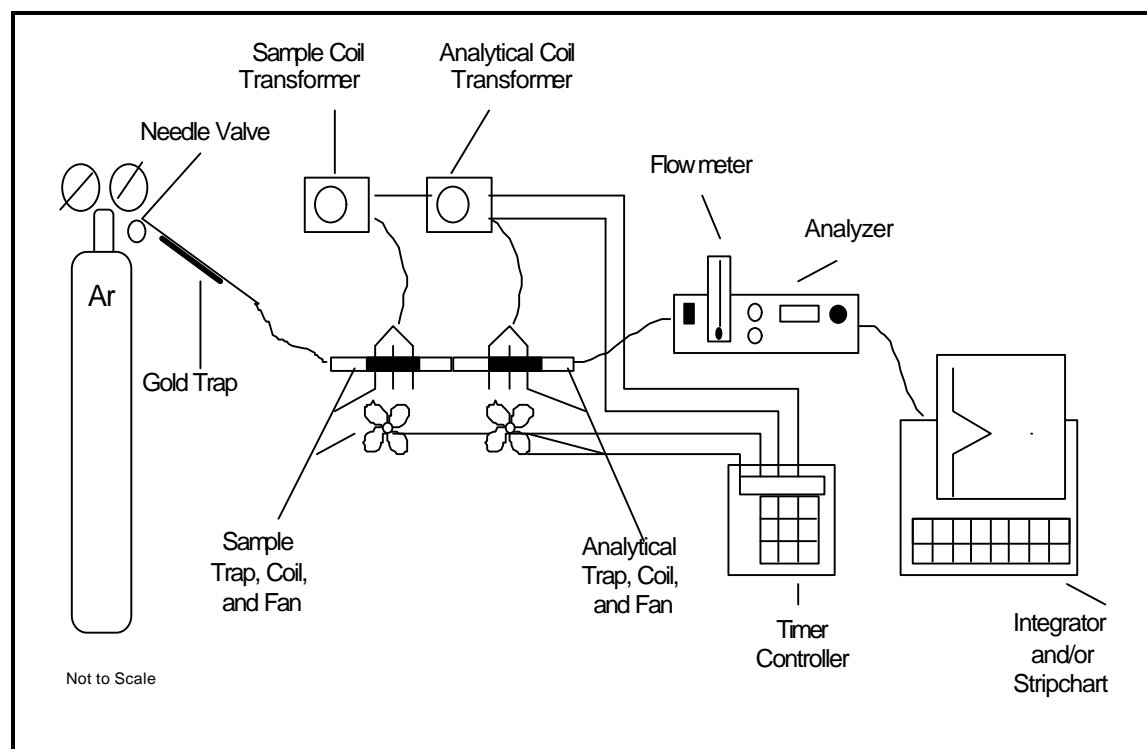 Sample Coil
Transformer
Analytical Coil
Transformer
Needle Valve
Flow meter
Analyzer
Ar
Gold Trap
Sample
Trap, Coil,
and Fan
Analytical
Trap, Coil,
and Fan
Timer
Controller
Integrator
and/or
Stripchart
Not to Scale